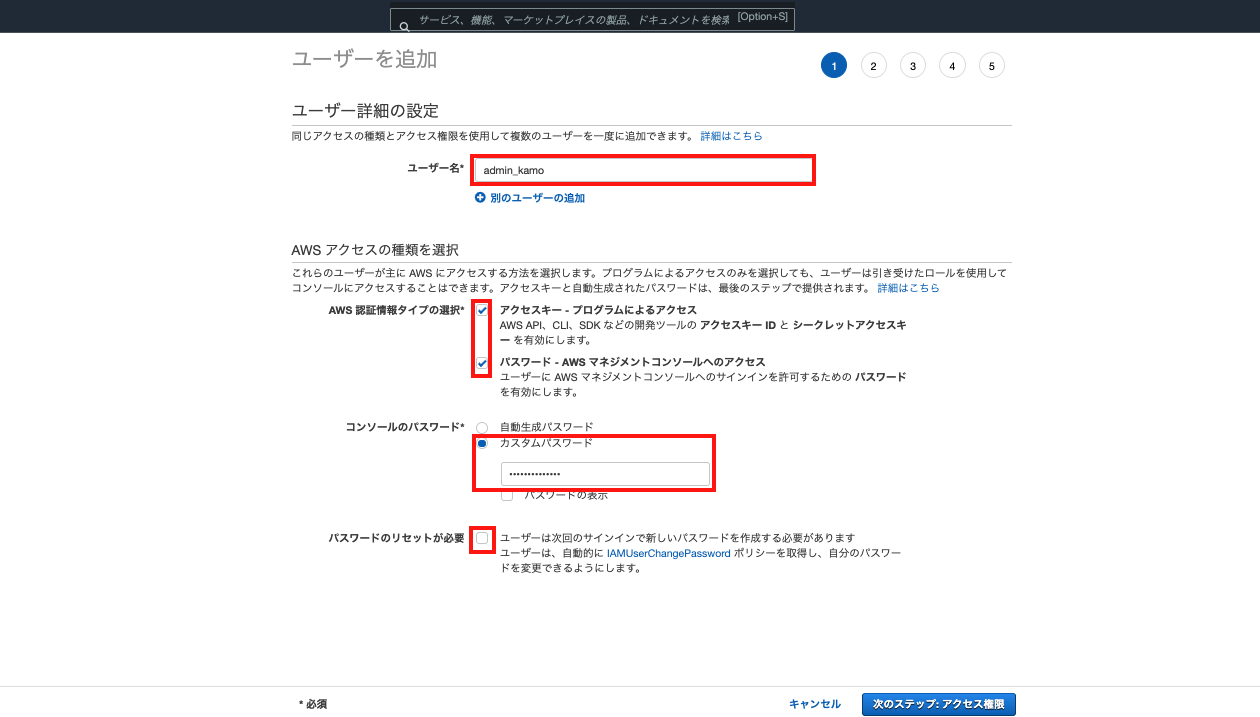 サービス、機能、マーケットプレイスの製品、ドキュメントを検索 [Option+S]
ユーザーを追加
1 2 3 4 5
ユーザー詳細の設定
同じアクセスの種類とアクセス権限を使用して複数のユーザーを一度に追加できます。 詳細はこちら
ユーザー名* admin_kamo
別のユーザーの追加
AWS アクセスの種類を選択
これらのユーザーが主に AWS にアクセスする方法を選択します。プログラムによるアクセスのみを選択しても、ユーザーは引き受けたロールを使用して
コンソールにアクセスすることはできます。アクセスキーと自動生成されたパスワードは、最後のステップで提供されます。 詳細はこちら
AWS 認証情報タイプの選択* アクセスキー - プログラムによるアクセス
AWS API、CLI、SDK などの開発ツールの アクセスキー ID と シークレットアクセスキ
ー を有効にします。
パスワード - AWS マネジメントコンソールへのアクセス
ユーザーに AWS マネジメントコンソールへのサインインを許可するための パスワード
を有効にします。
コンソールのパスワード* 自動生成パスワード
カスタムパスワード
••••••••••••••
パスワードの表示
パスワードのリセットが必要 ユーザーは次回のサインインで新しいパスワードを作成する必要があります
ユーザーは、自動的に IAMUserChangePassword ポリシーを取得し、自分のパスワー
ドを変更できるようにします。
* 必須 キャンセル 次のステップ: アクセス権限